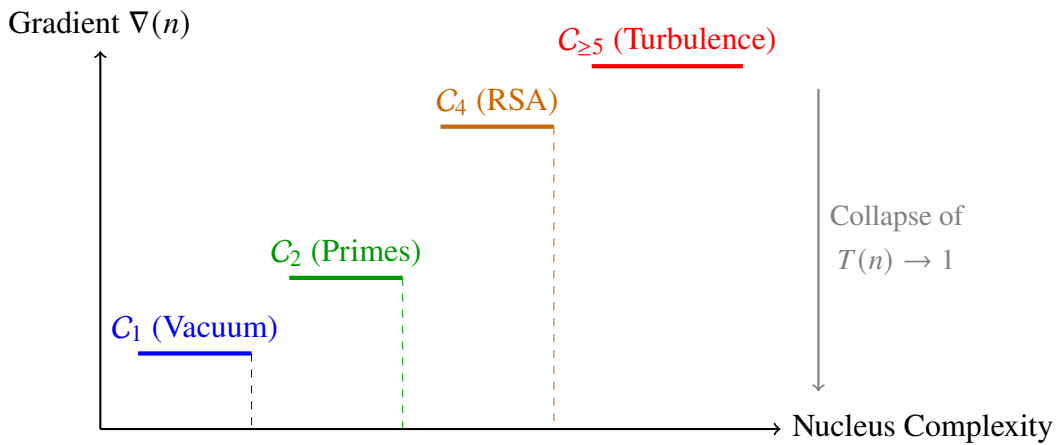 Gradient ∇(n)
C≥5 (Turbulence)
C4 (RSA)
C2 (Primes)
C1 (Vacuum)
Collapse of
T(n) → 1
Nucleus Complexity